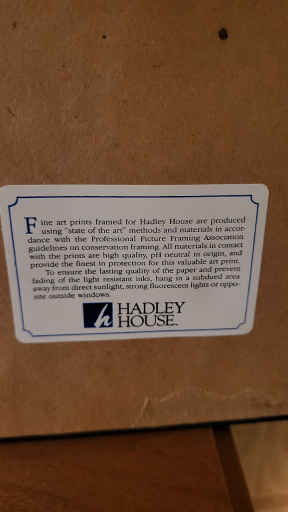 Fine art prints framed for Hadley House are produced
using "state of the art" methods and materials in accor-
dance with the Professional Picture Framing Association
guidelines on conservation framing. All materials in contact
with the prints are high quality, pH neutral in origin, and
provide the finest in protection for this valuable art print.
To ensure the lasting quality of the paper and prevent
fading of the light resistant inks, hang in a subdued area
away from direct sunlight, strong fluorescent lights or oppo-
site outside windows.
h HADLEY
HOUSE™